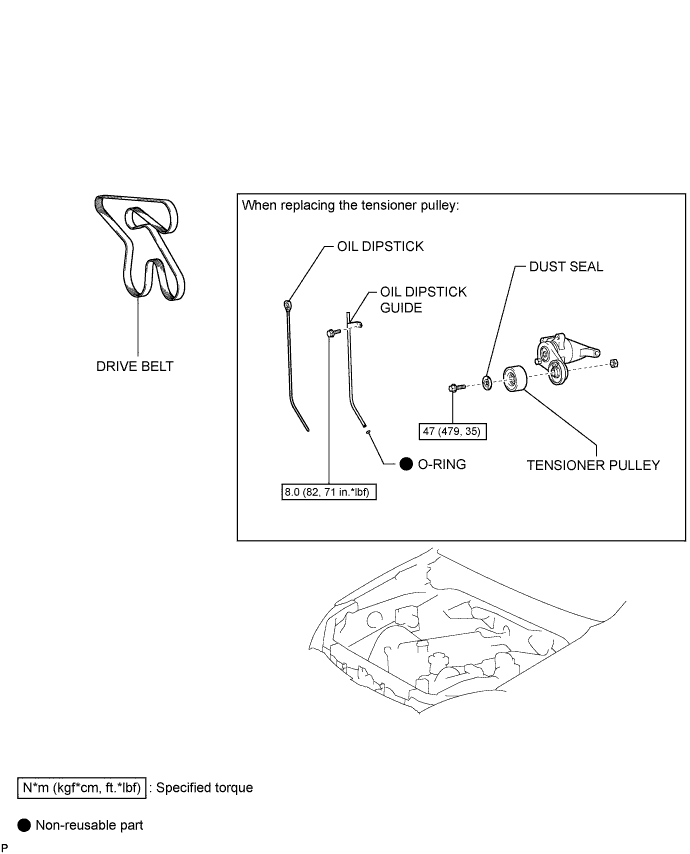 When replacing the tensioner pulley:
OIL DIPSTICK
DUST SEAL
OIL DIPSTICK
GUIDE
DRIVE BELT
47 (479, 35)
● O-RING
TENSIONER PULLEY
8.0 (82, 71 in.*lbf)
N*m (kgf*cm, ft.*lbf) : Specified torque
● Non-reusable part
P